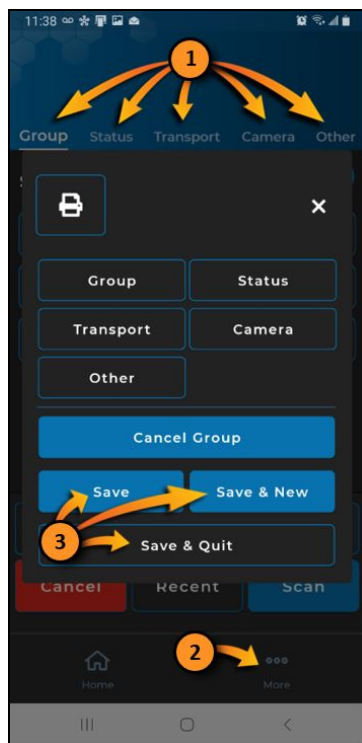 11:38
1
Group Status Transport Camera Other
×
Group Status
Transport Camera
Other
Cancel Group
Save Save & New
3
Save & Quit
Cancel Recent Scan
2
Home More